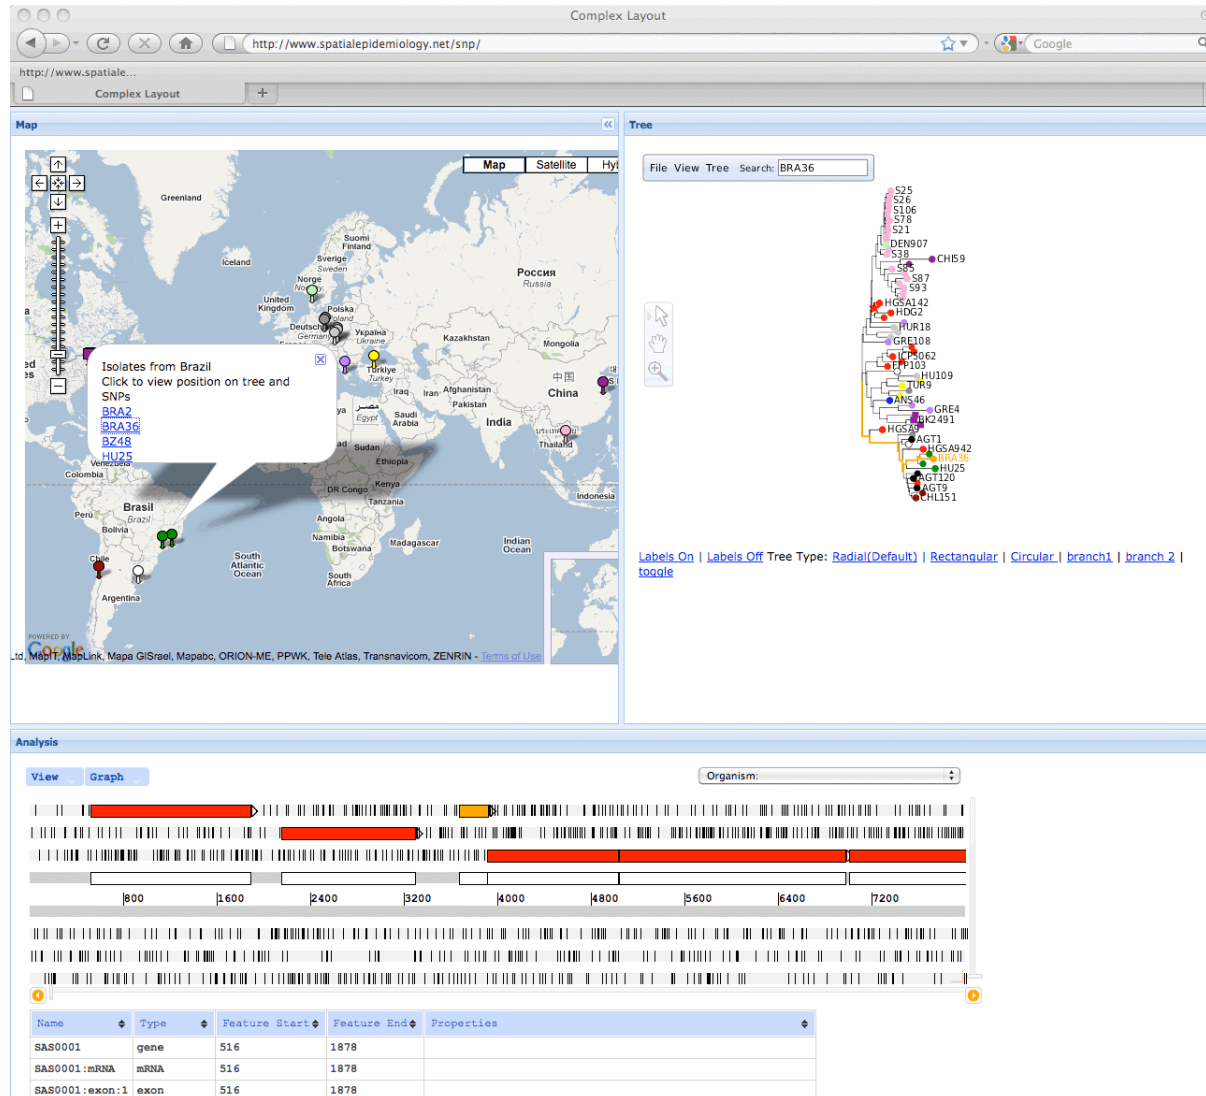 Complex Layout
http://www.spatialepidemiology.net/snp/
Google
http://www.spatiale...
Complex Layout
Map
Tree
Map Satellite
File View Tree Search: BRA36
Greenland
Iceland
Suomi
Finland
Sverige
Sweden
Norge
Norway
United
Kingdom
Polska
Poland
Deutschland
Germany
Україна
Ukraine
Россия
Russia
Kazakhstan
Mongolia
中国
China
Türkiye
Turkey
Iraq
Iran
Afghanistan
Pakistan
مصر
Egypt
Saudi
Arabia
India
Thailand
Sudan
Ethiopia
DR Congo
Kenya
Tanzania
Indonesia
Angola
Namibia
Botswana
Madagascar
South
Africa
Indian
Ocean
South
Atlantic
Ocean
Venezuela
Colombia
Perú
Brasil
Brazil
Bolivia
Chile
Argentina
Isolates from Brazil
Click to view position on tree and
SNPs
BRA2
BRA36
BZ48
HU25
POWERED BY
Google
Ltd, MapIT, MapLink, Mapa GISrael, Mapabc, ORION-ME, PPWK, Tele Atlas, Transnavicom, ZENRIN - Terms of Use
S25
S26
S106
S78
S21
DEN907
S38
CHI59
S85
S87
S93
HGSA142
HDG2
HUR18
GRE108
ICP5062
FFP103
HU109
TUR9
ANS46
GRE4
BK2491
HGSA9
AGT1
HGSA942
BRA36
HU25
AGT120
AGT9
CHL151
Labels On | Labels Off Tree Type: Radial(Default) | Rectangular | Circular | branch1 | branch 2 |
toggle
Analysis
View Graph
Organism:
800 1600 2400 3200 4000 4800 5600 6400 7200
Name Type Feature Start Feature End Properties
SAS0001 gene 516 1878
SAS0001:mRNA mRNA 516 1878
SAS0001:exon:1 exon 516 1878